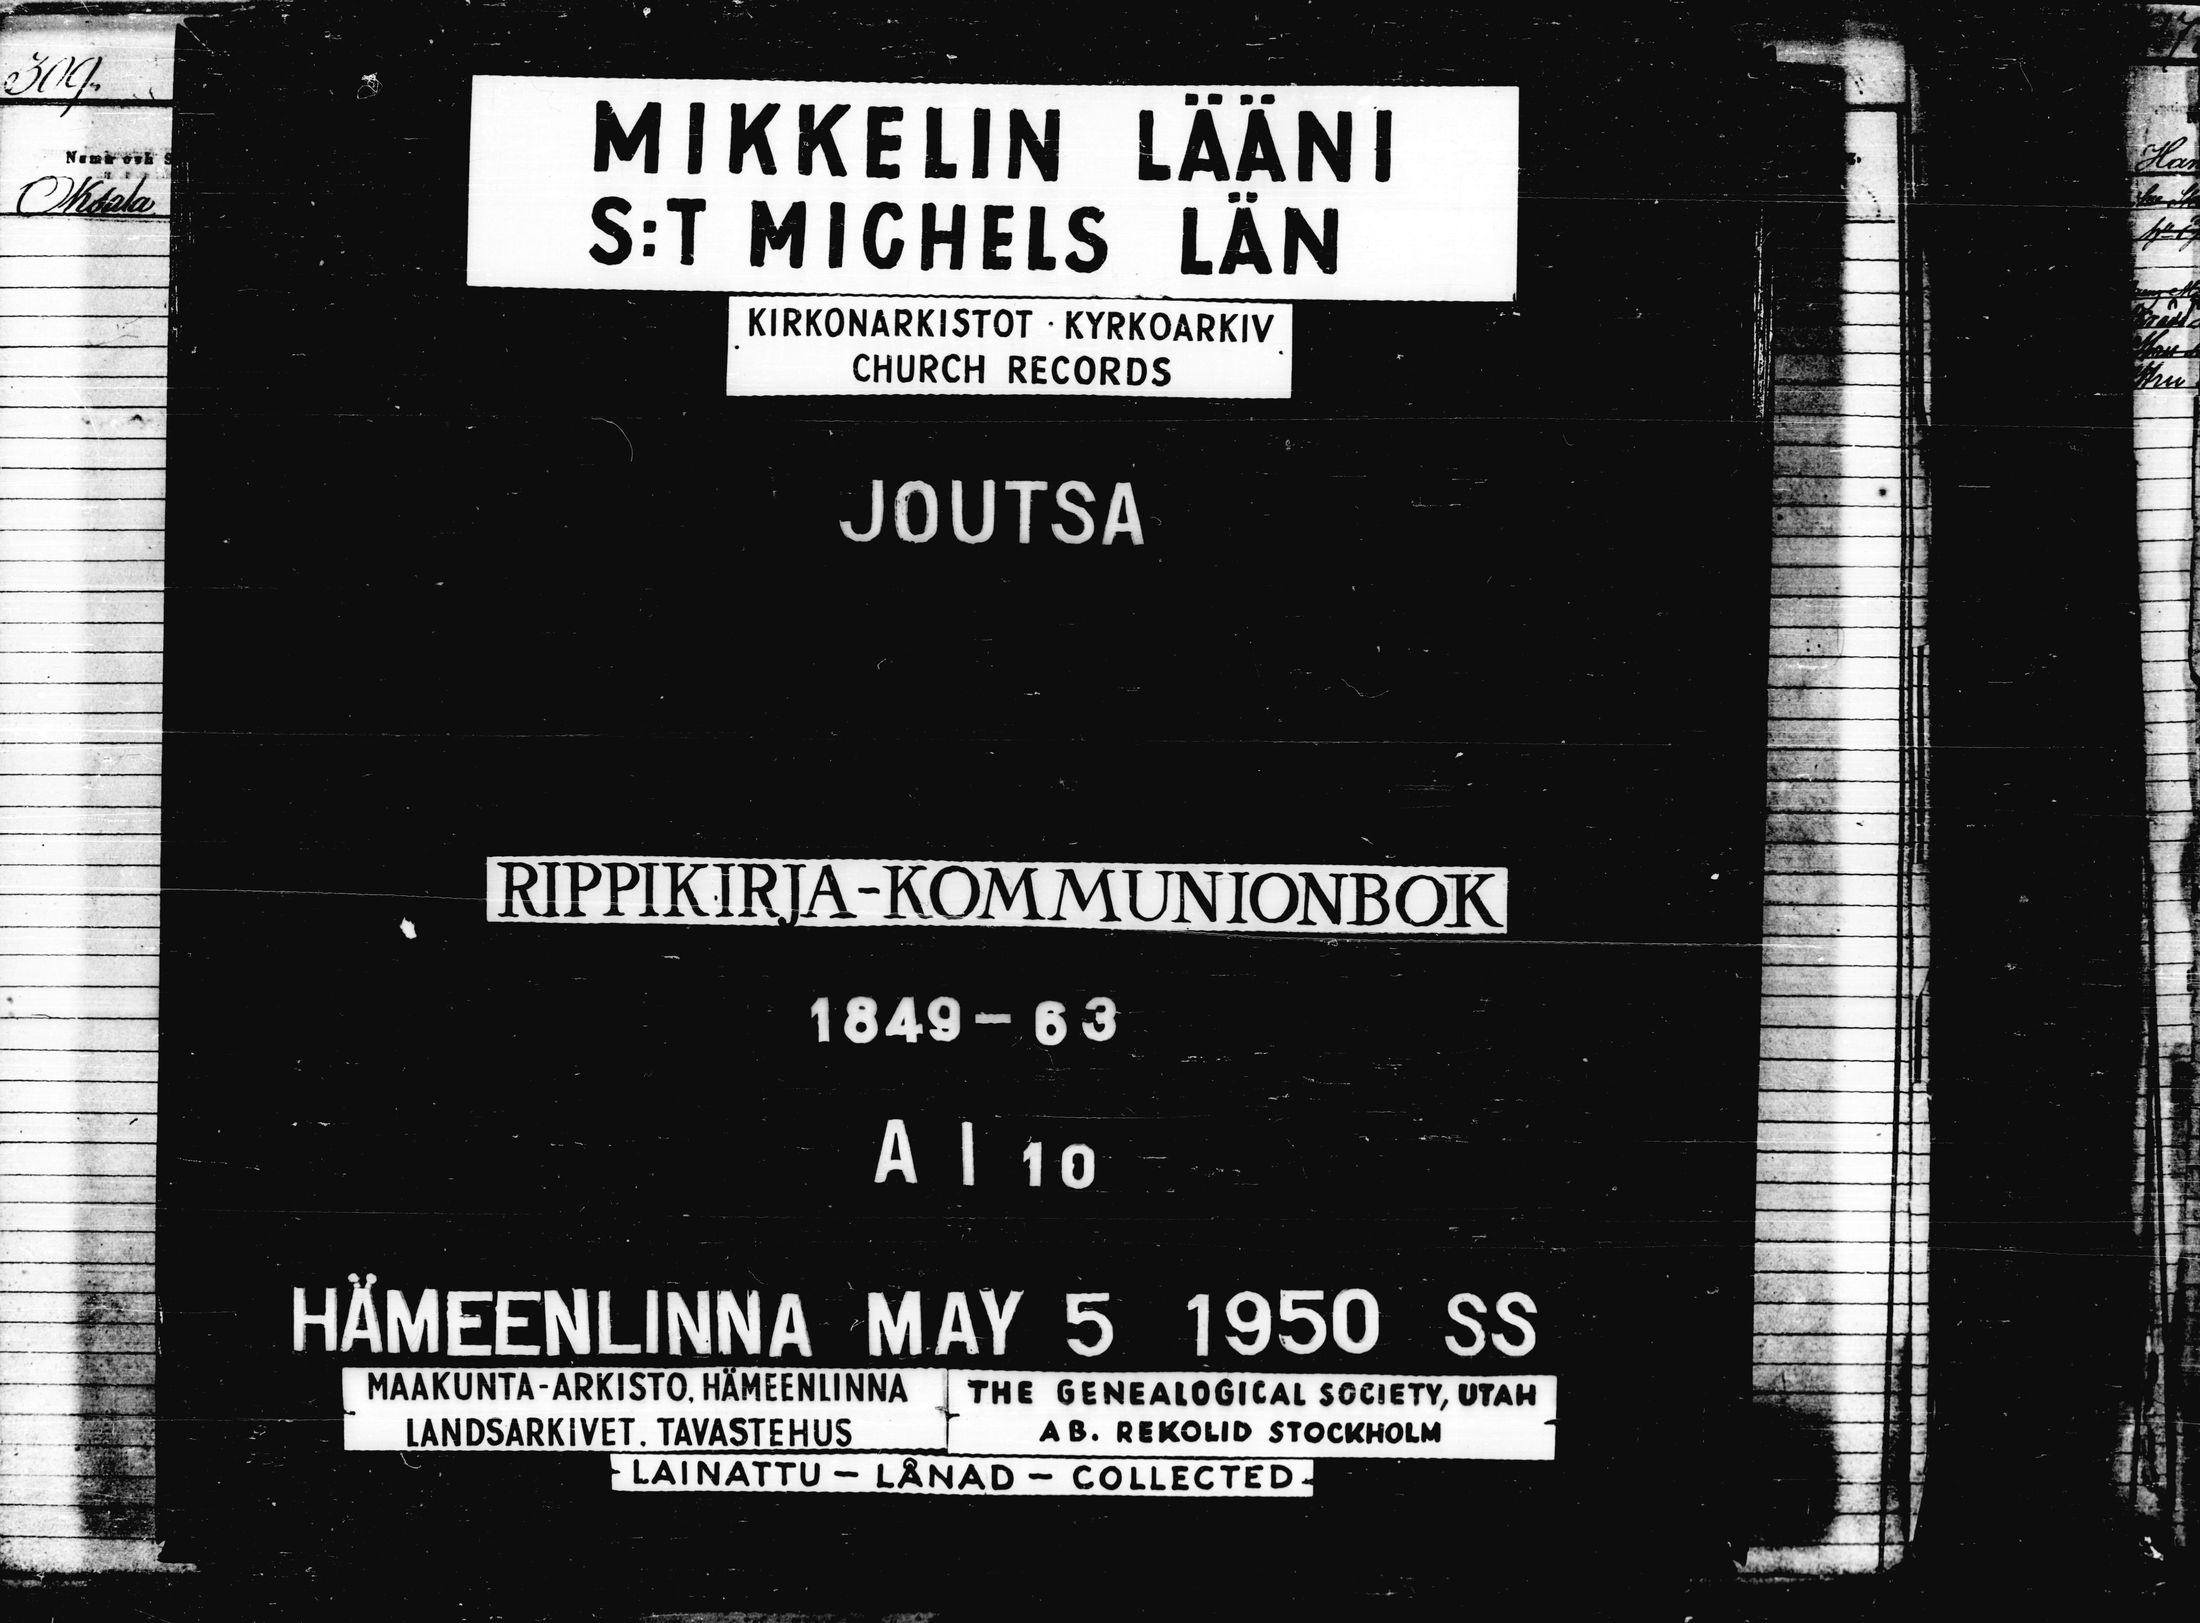 309.
MIKKELIN LÄÄNI
S:T MICHELS LÄN
KIRKONARKISTOT · KYRKOARKIV
CHURCH RECORDS
JOUTSA
RIPPIKIRJA-KOMMUNIONBOK
1849-63
A I 10
HÄMEENLINNA MAY 5 1950 SS
MAAKUNTA-ARKISTO, HÄMEENLINNA
LANDSARKIVET. TAVASTEHUS
THE GENEALOGICAL SOCIETY, UTAH
AB. REKOLID STOCKHOLM
LAINATTU - LÅNAD - COLLECTED